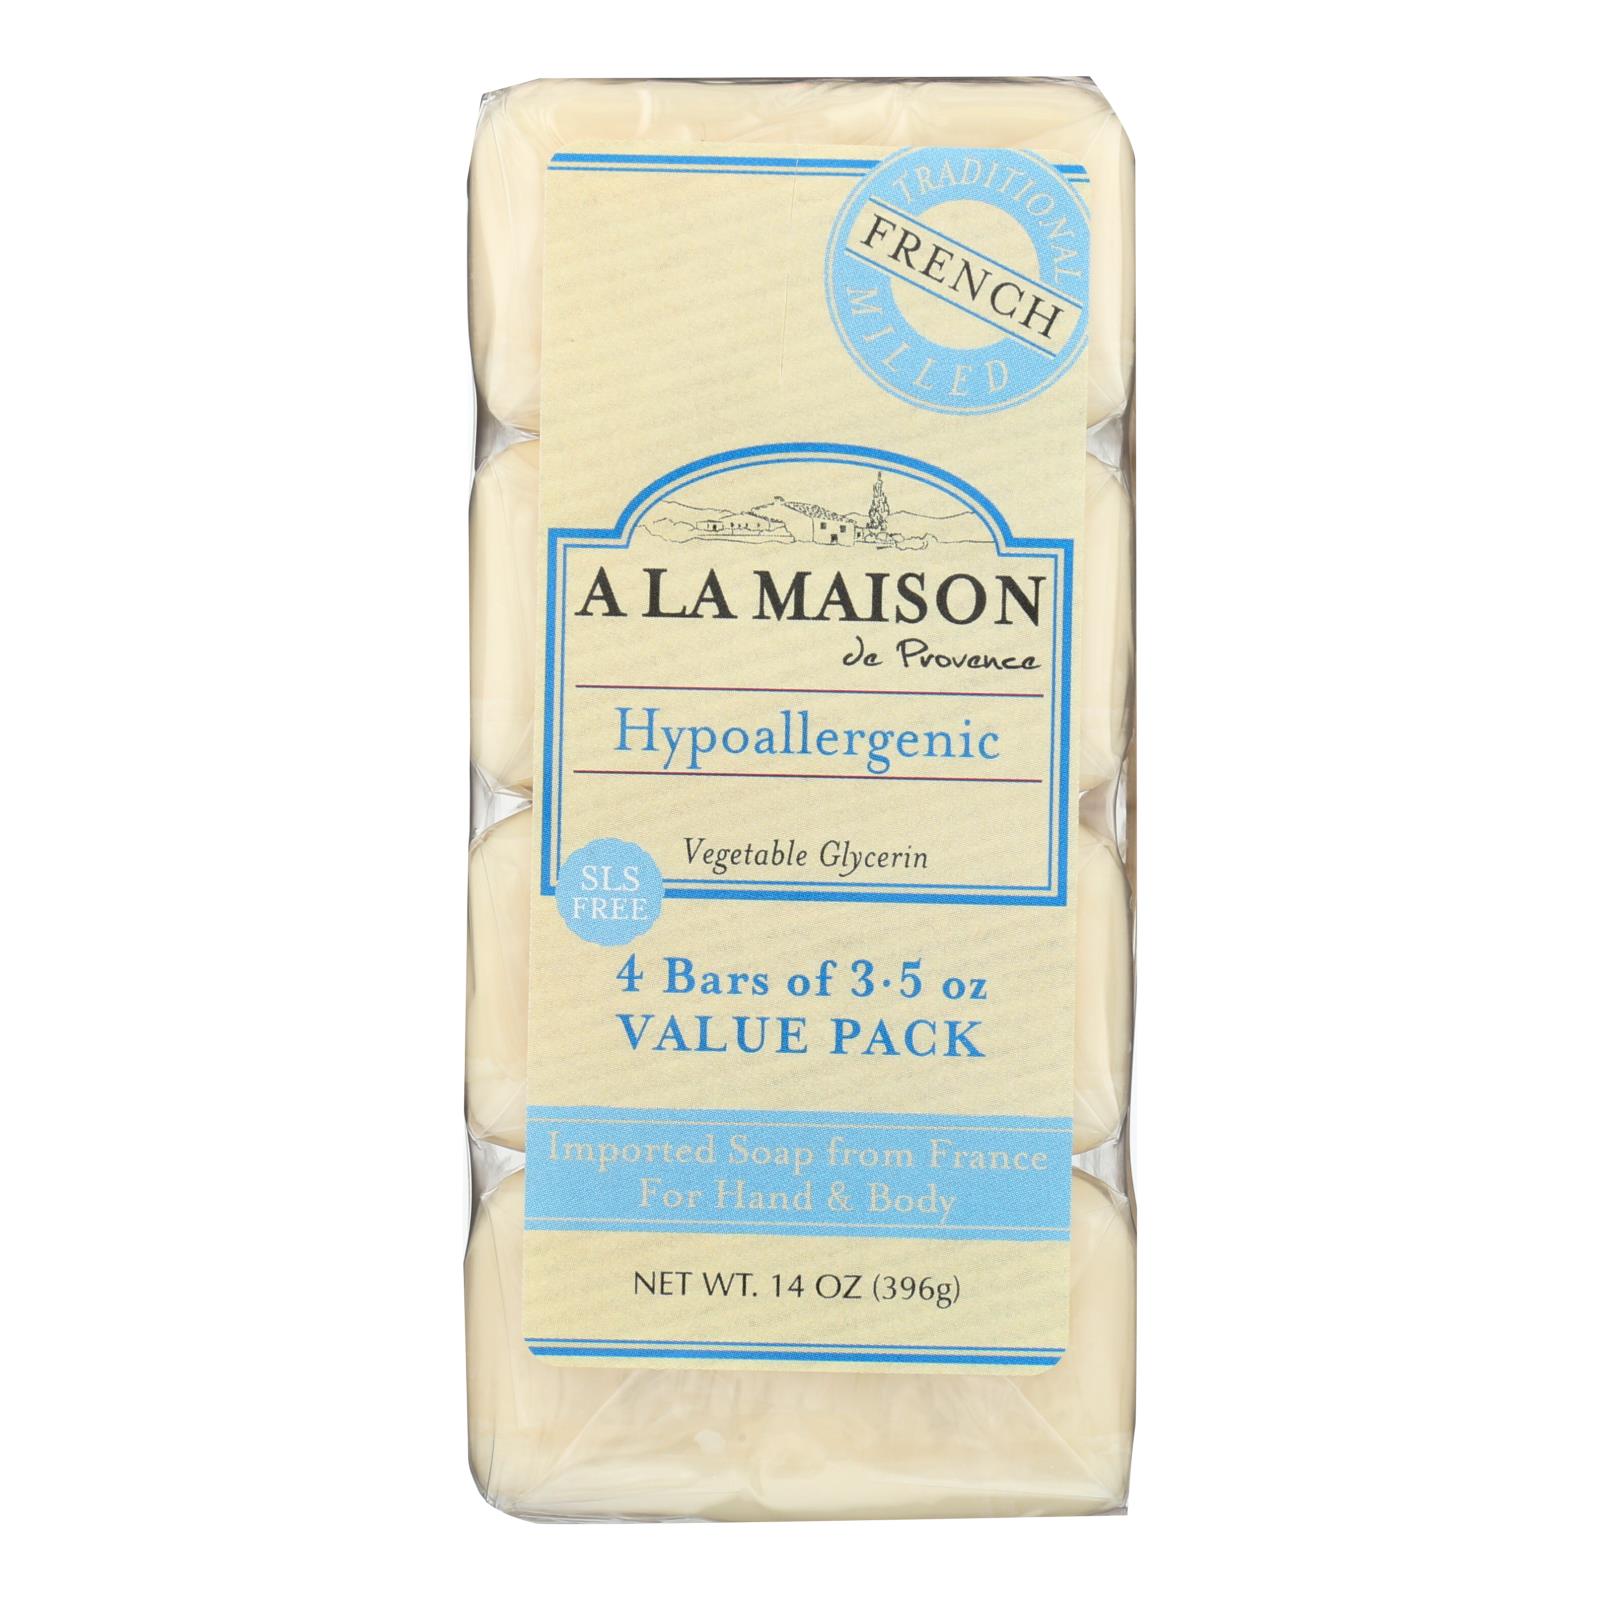 TRADITIONAL
FRENCH
MILLED
A LA MAISON
de Provence
Hypoallergenic
Vegetable Glycerin
SLS
FREE
4 Bars of 3.5 oz
VALUE PACK
Imported Soap from France
For Hand & Body
NET WT. 14 OZ (396g)